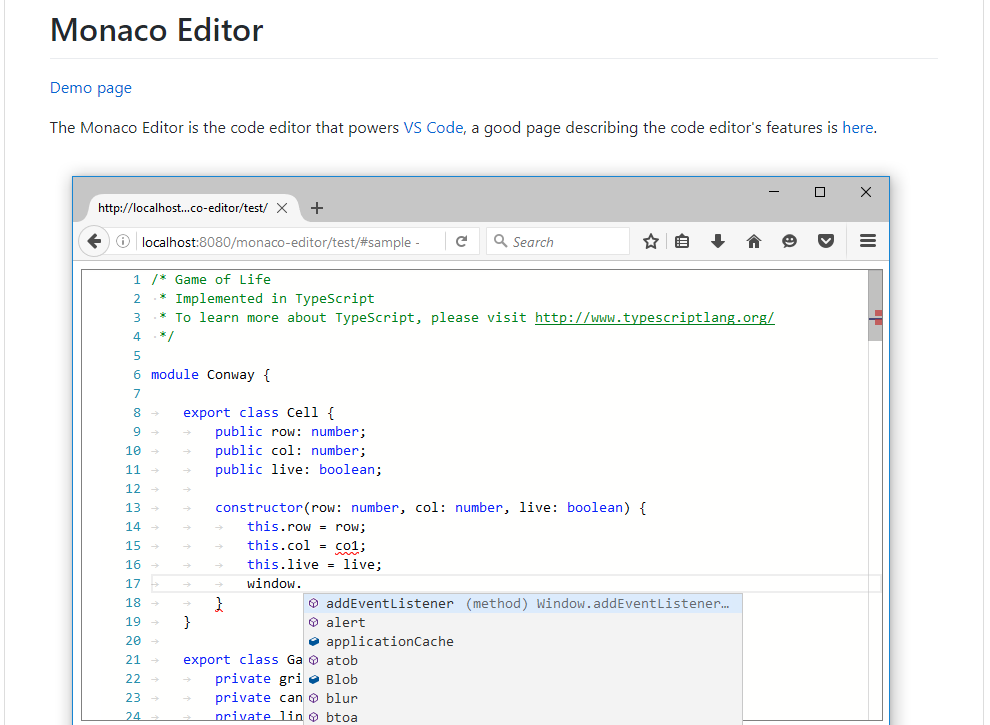 Monaco Editor
Demo page
The Monaco Editor is the code editor that powers VS Code, a good page describing the code editor's features is here.
http://localhost...co-editor/test/
localhost:8080/monaco-editor/test/#sample -
Search
1 /* Game of Life
2 * Implemented in TypeScript
3 * To learn more about TypeScript, please visit http://www.typescriptlang.org/
4 */
5
6 module Conway {
7
8 export class Cell {
9 public row: number;
10 public col: number;
11 public live: boolean;
12
13 constructor(row: number, col: number, live: boolean) {
14 this.row = row;
15 this.col = co1;
16 this.live = live;
17 window.
18 }
addEventListener (method) Window.addEventListener…
19 }
alert
20
applicationCache
21 export class Ga
atob
22 private gri
Blob
23 private can
blur
24 private lin
btoa